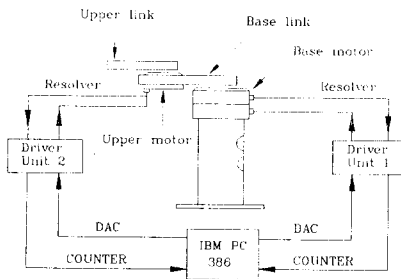 Upper link
Base link
Base motor
Resolver
Resolver
Upper motor
Driver
Unit 2
Driver
Unit 1
DAC
DAC
IBM PC
386
COUNTER
COUNTER